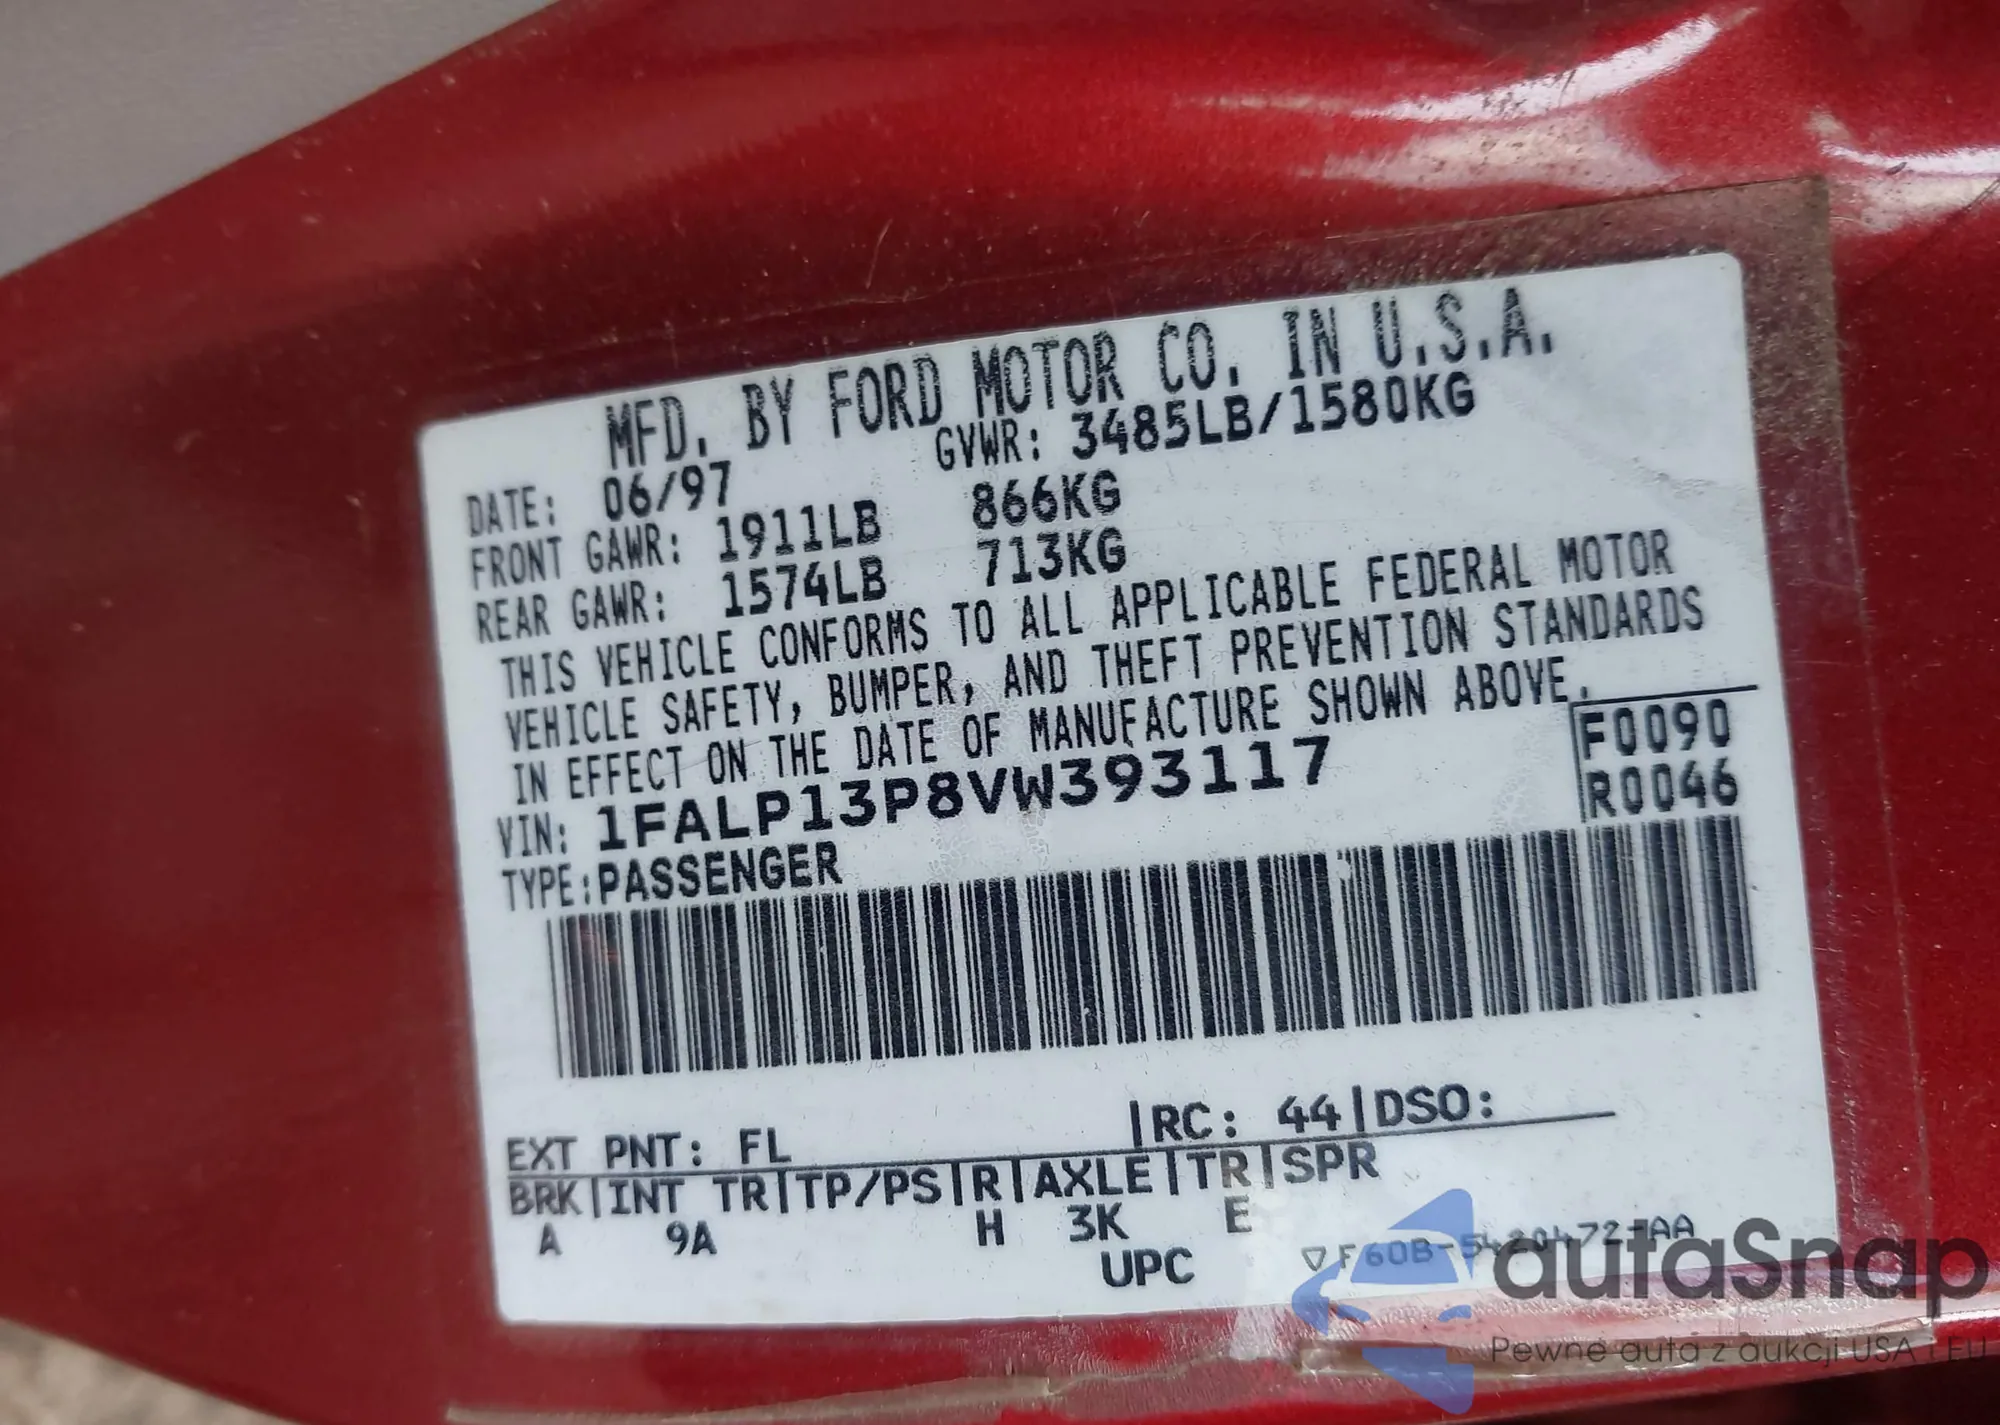 MFD. BY FORD MOTOR CO. IN U.S.A.
DATE: 06/97 GVWR: 3485LB/1580KG
FRONT GAWR: 1911LB 866KG
REAR GAWR: 1574LB 713KG
THIS VEHICLE CONFORMS TO ALL APPLICABLE FEDERAL MOTOR
VEHICLE SAFETY, BUMPER, AND THEFT PREVENTION STANDARDS
IN EFFECT ON THE DATE OF MANUFACTURE SHOWN ABOVE.
VIN: 1FALP13P8VW393117
F0090
R0046
TYPE:PASSENGER
EXT PNT: FL |RC: 44|DSO:
BRK|INT TR|TP/PS|R|AXLE|TR|SPR
A 9A H 3K E
UPC ▽F60B-5420472-AA
autaSnap
Pewne auta z aukcji USA i EU